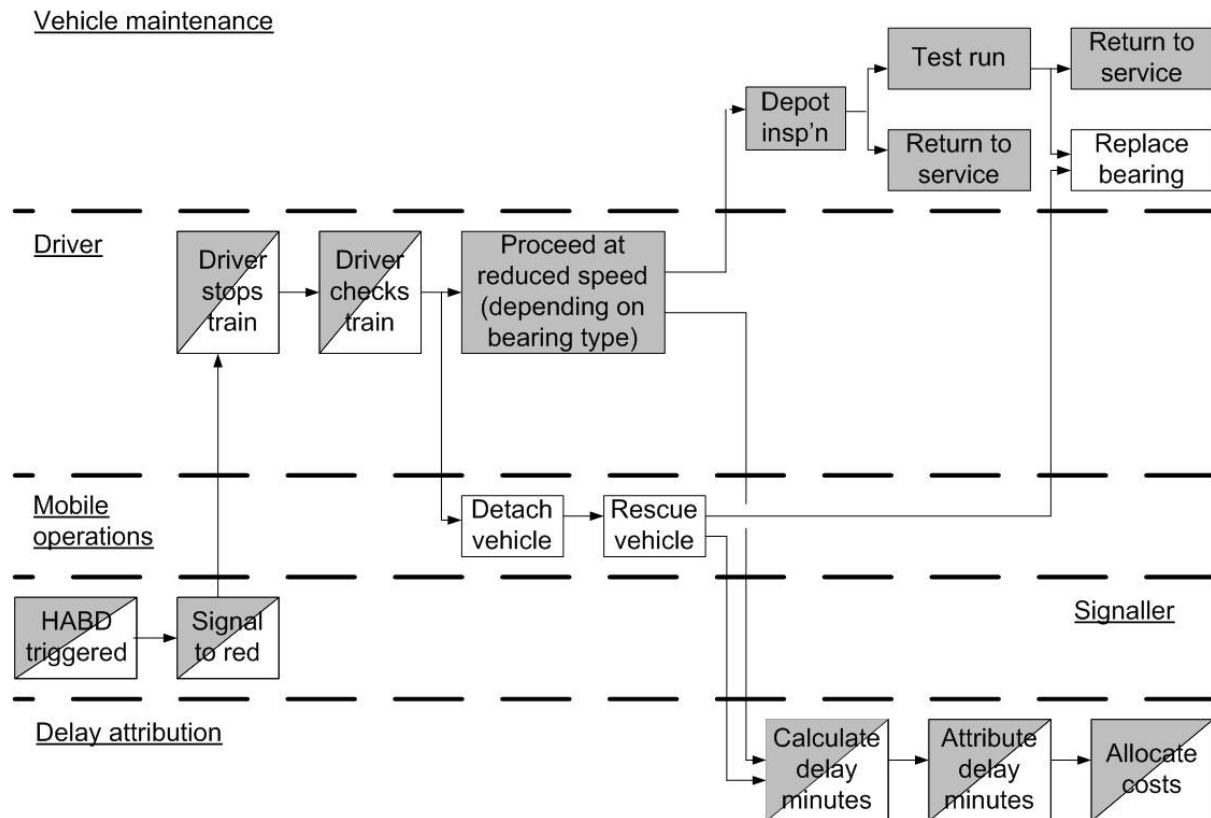 Vehicle maintenance
Test run
Return to
service
Depot
insp'n
Return to
service
Replace
bearing
Driver
Driver
stops
train
Driver
checks
train
Proceed at
reduced speed
(depending on
bearing type)
Mobile
operations
Detach
vehicle
Rescue
vehicle
HABD
triggered
Signal
to red
Signaller
Delay attribution
Calculate
delay
minutes
Attribute
delay
minutes
Allocate
costs